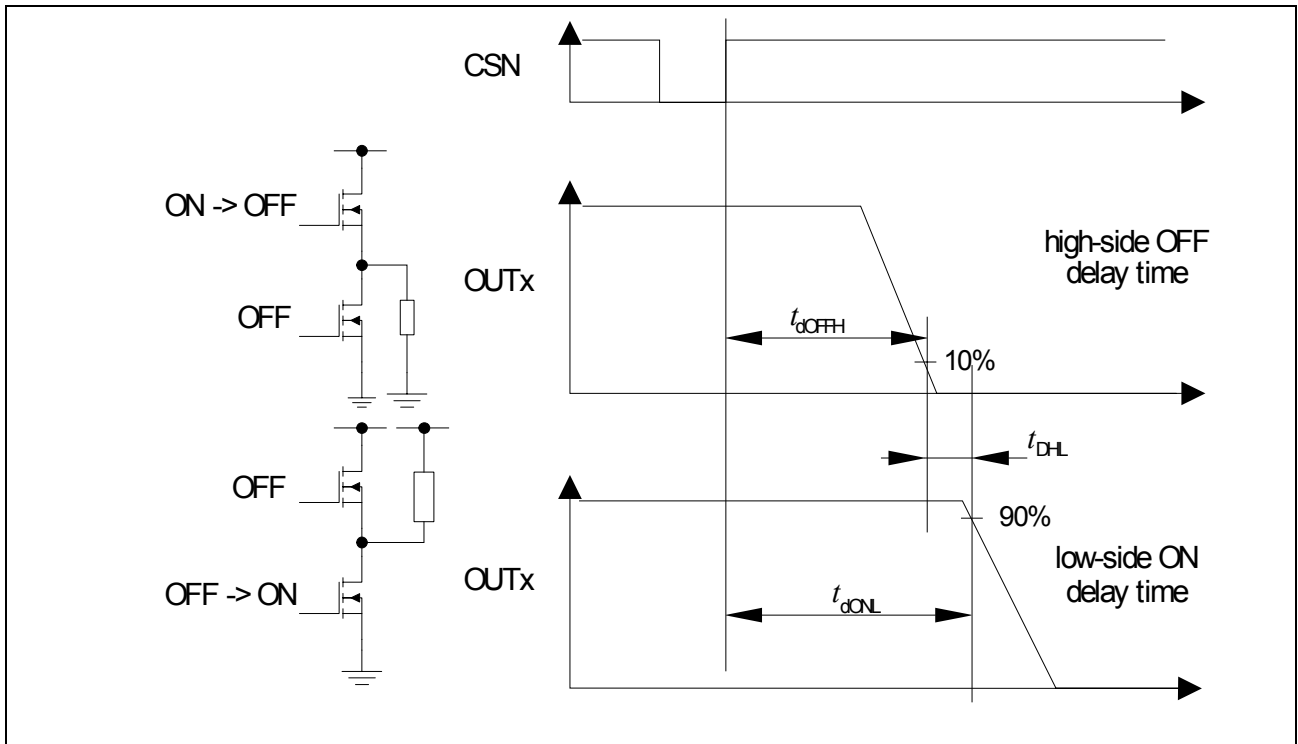 CSN
ON -> OFF
OFF
OUTx
high-side OFF
delay time
tdOFFH
10%
tDHL
OFF
OFF -> ON
OUTx
90%
low-side ON
delay time
tdONL